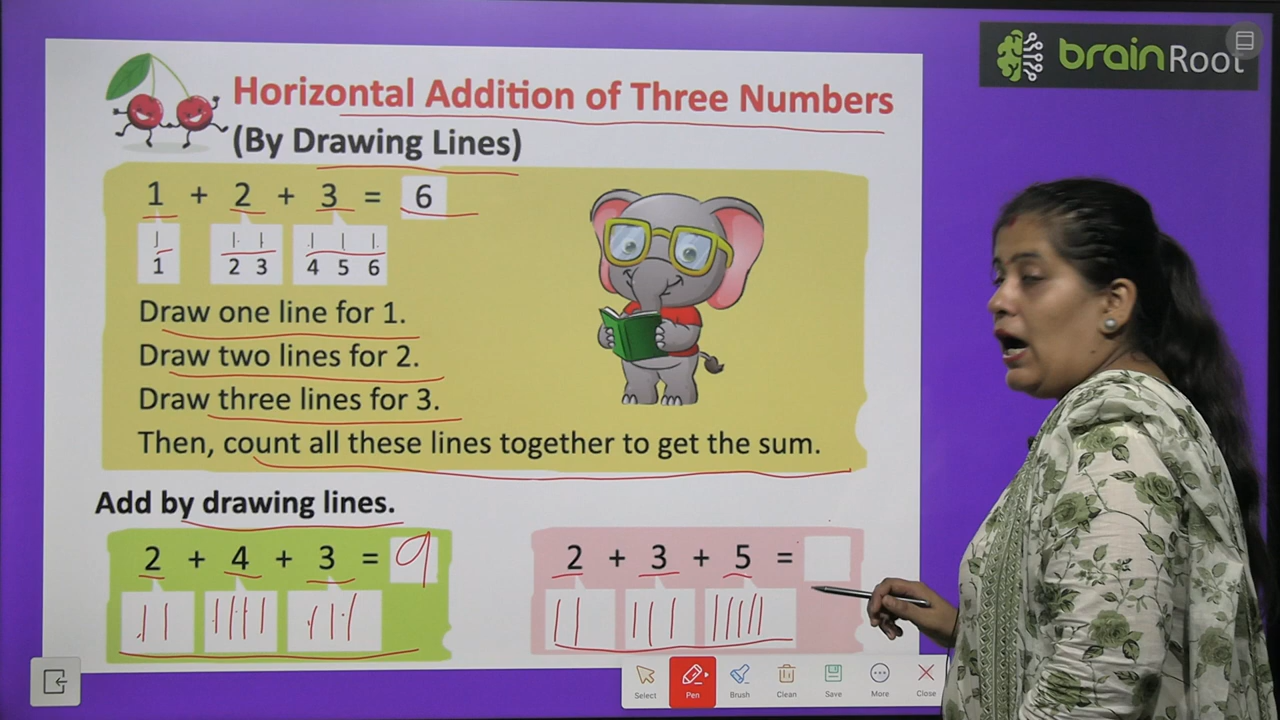 brainRoot
Horizontal Addition of Three Numbers
(By Drawing Lines)
1 + 2 + 3 = 6
1 2 3 4 5 6
Draw one line for 1.
Draw two lines for 2.
Draw three lines for 3.
Then, count all these lines together to get the sum.
Add by drawing lines.
2 + 4 + 3 = 9
2 + 3 + 5 =
Select Pen Brush Clean Save More Close